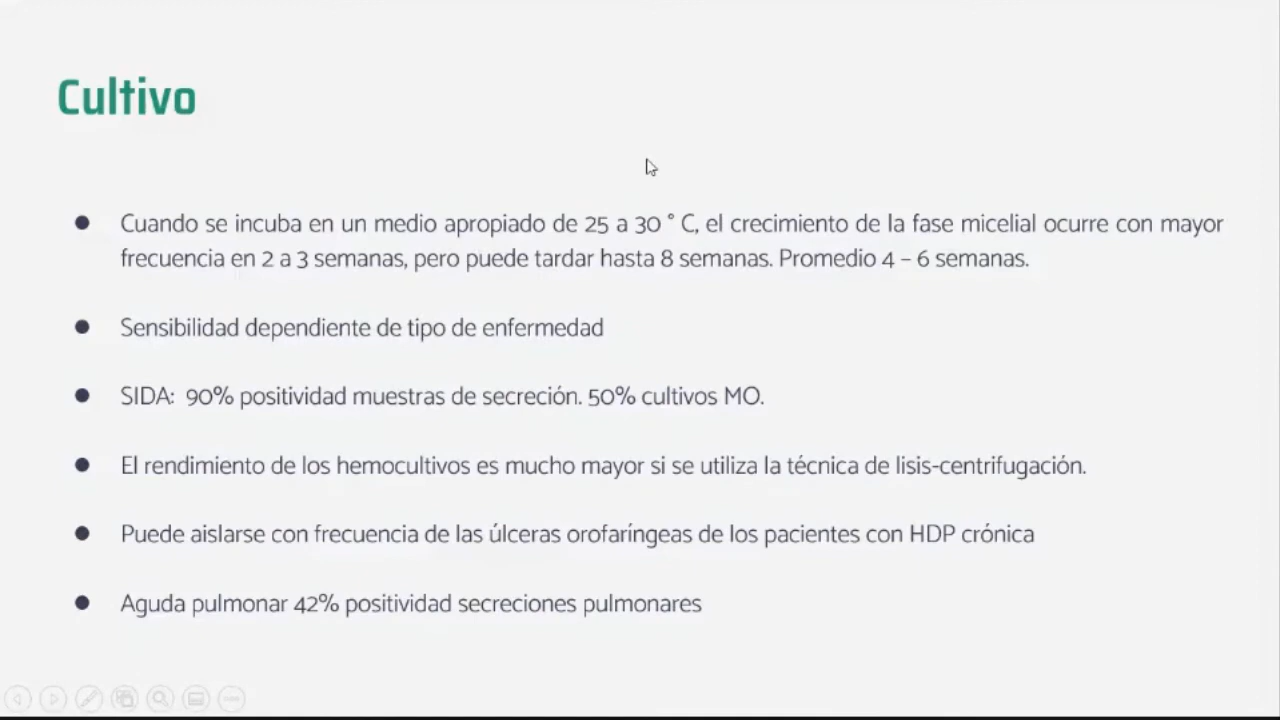 Cultivo
● Cuando se incuba en un medio apropiado de 25 a 30 ° C, el crecimiento de la fase micelial ocurre con mayor
frecuencia en 2 a 3 semanas, pero puede tardar hasta 8 semanas. Promedio 4 – 6 semanas.
● Sensibilidad dependiente de tipo de enfermedad
● SIDA: 90% positividad muestras de secreción. 50% cultivos MO.
● El rendimiento de los hemocultivos es mucho mayor si se utiliza la técnica de lisis-centrifugación.
● Puede aislarse con frecuencia de las úlceras orofaríngeas de los pacientes con HDP crónica
● Aguda pulmonar 42% positividad secreciones pulmonares